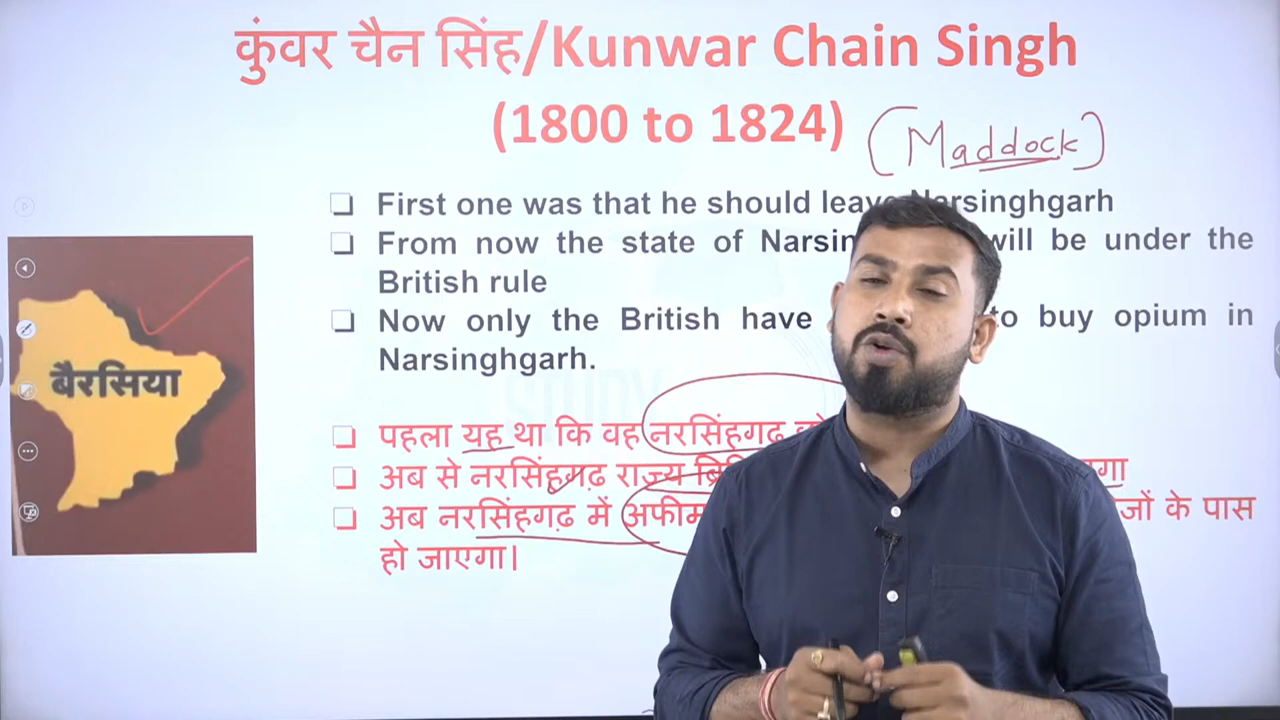 कुंवर चैन सिंह/Kunwar Chain Singh
(1800 to 1824)
(Maddock)
First one was that he should leave Narsinghgarh
From now the state of Narsin will be under the
British rule
Now only the British have to buy opium in
Narsinghgarh.
बैरसिया
पहला यह था कि वह नरसिंहगढ़
अब से नरसिंहगढ़ राज्य
अब नरसिंहगढ़ में अफीम के पास
हो जाएगा।